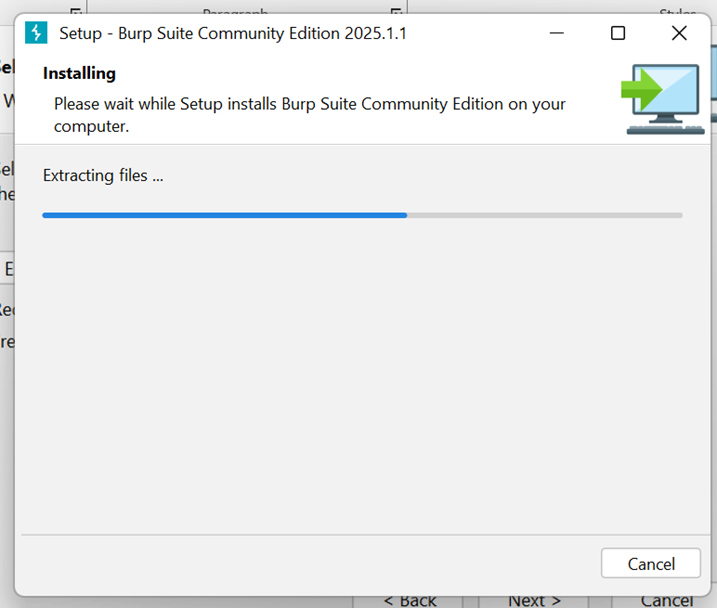 Paragraph
Styles
Setup - Burp Suite Community Edition 2025.1.1
Installing
Please wait while Setup installs Burp Suite Community Edition on your
computer.
Extracting files ...
Cancel
< Back
Next >
Cancel